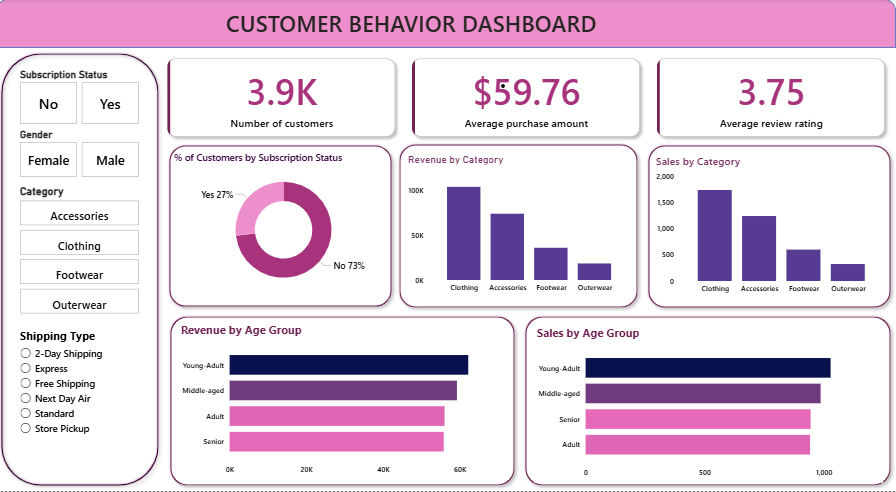 CUSTOMER BEHAVIOR DASHBOARD
Subscription Status
No
Yes
Gender
Female
Male
Category
Accessories
Clothing
Footwear
Outerwear
Shipping Type
2-Day Shipping
Express
Free Shipping
Next Day Air
Standard
Store Pickup
3.9K
Number of customers
$59.76
Average purchase amount
3.75
Average review rating
% of Customers by Subscription Status
Yes 27%
No 73%
Revenue by Category
100K
50K
0K
Clothing
Accessories
Footwear
Outerwear
Sales by Category
2,000
1,500
1,000
500
0
Clothing
Accessories
Footwear
Outerwear
Revenue by Age Group
Young-Adult
Middle-aged
Adult
Senior
0K
20K
40K
60K
Sales by Age Group
Young-Adult
Middle-aged
Senior
Adult
0
500
1,000